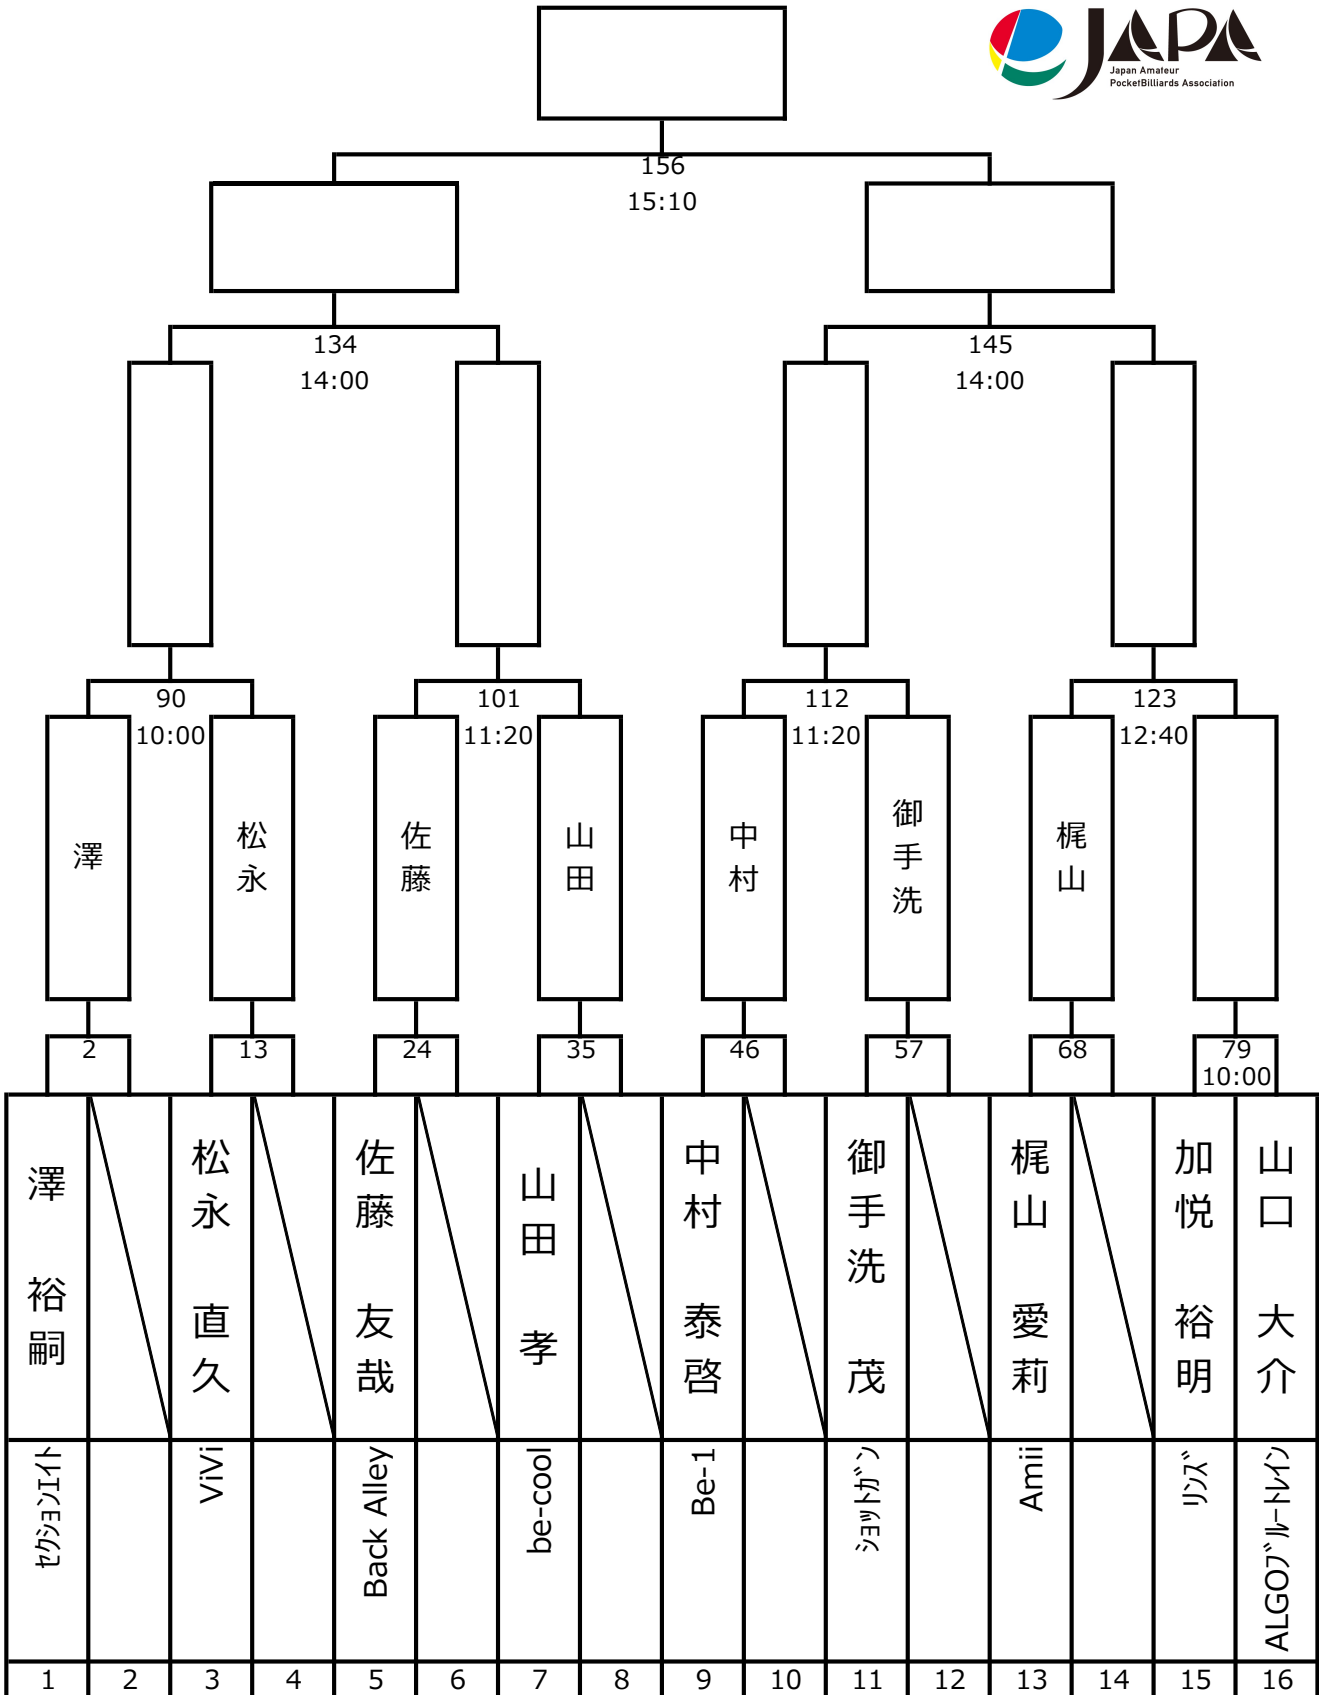 JAPA
Japan Amateur
PocketBilliards Association
156
15:10
134
14:00
145
14:00
90
10:00
101
11:20
112
11:20
123
12:40
澤
松永
佐藤
山田
中村
御手洗
梶山
2
13
24
35
46
57
68
79
10:00
澤 裕嗣
松永 直久
佐藤 友哉
山田 孝
中村 泰啓
御手洗 茂
梶山 愛莉
加悦 裕明
山口 大介
ｾｸｼｮﾝｴｲﾄ
ViVi
Back Alley
be-cool
Be-1
ｼｮｯﾄｶﾞﾝ
Amii
ﾘﾝｽﾞ
ALGOﾌﾞﾙｰﾄﾚｲﾝ
1 2 3 4 5 6 7 8 9 10 11 12 13 14 15 16